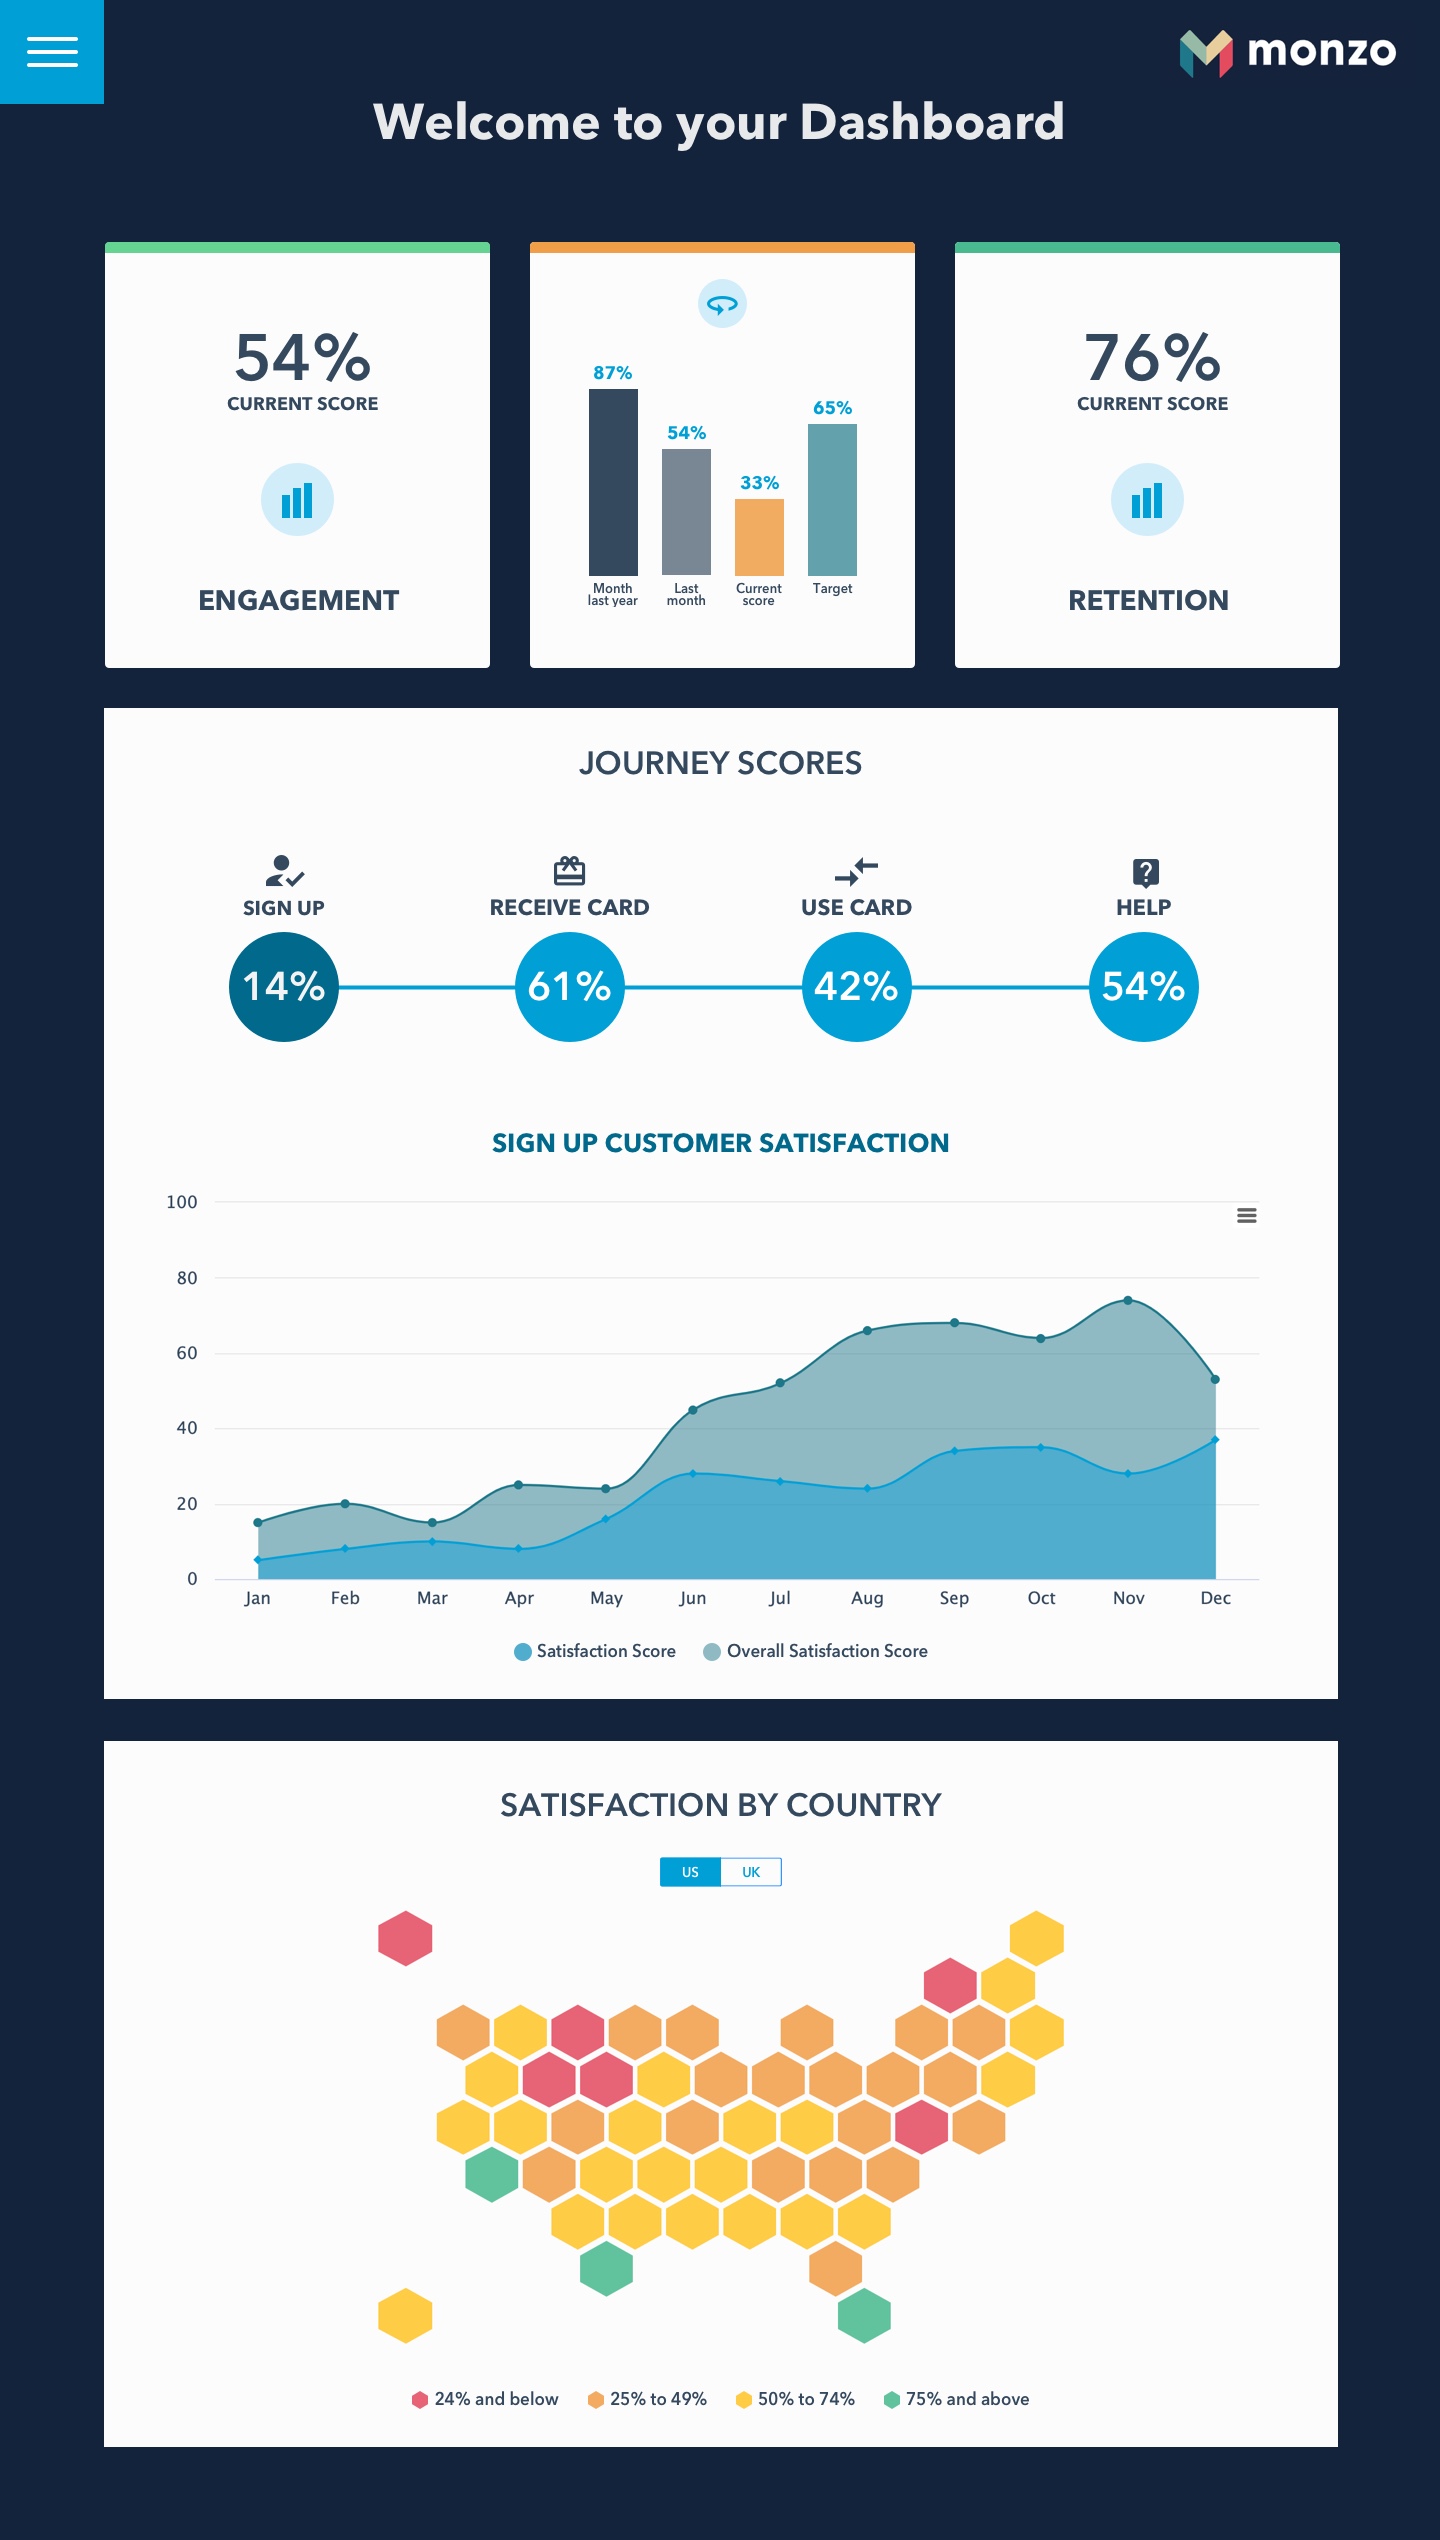 monzo
Welcome to your Dashboard
54%
CURRENT SCORE
ENGAGEMENT
87%
54%
33%
65%
Month
last year
Last
month
Current
score
Target
76%
CURRENT SCORE
RETENTION
JOURNEY SCORES
SIGN UP
RECEIVE CARD
USE CARD
HELP
14%
61%
42%
54%
SIGN UP CUSTOMER SATISFACTION
100
80
60
40
20
0
Jan Feb Mar Apr May Jun Jul Aug Sep Oct Nov Dec
Satisfaction Score Overall Satisfaction Score
SATISFACTION BY COUNTRY
US UK
24% and below 25% to 49% 50% to 74% 75% and above